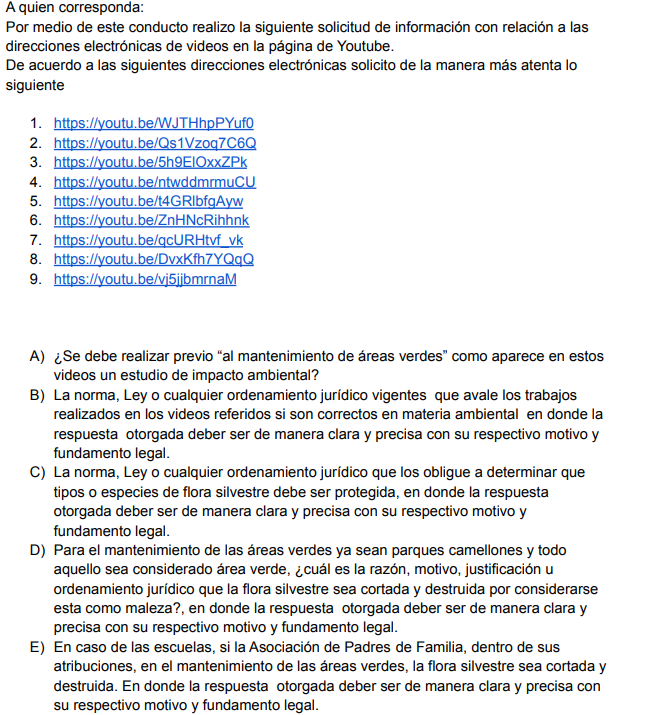 A quien corresponda:
Por medio de este conducto realizo la siguiente solicitud de información con relación a las
direcciones electrónicas de videos en la página de Youtube.
De acuerdo a las siguientes direcciones electrónicas solicito de la manera más atenta lo
siguiente
1. https://youtu.be/WJTHhpPYuf0
2. https://youtu.be/Qs1Vzoq7C6Q
3. https://youtu.be/5h9ElOxxZPk
4. https://youtu.be/ntwddmrmuCU
5. https://youtu.be/t4GRlbfgAyw
6. https://youtu.be/ZnHNcRihhnk
7. https://youtu.be/qcURHtvf_vk
8. https://youtu.be/DvxKfh7YQqQ
9. https://youtu.be/vj5jjbmrnaM
A) ¿Se debe realizar previo “al mantenimiento de áreas verdes” como aparece en estos
videos un estudio de impacto ambiental?
B) La norma, Ley o cualquier ordenamiento jurídico vigentes que avale los trabajos
realizados en los videos referidos si son correctos en materia ambiental en donde la
respuesta otorgada deber ser de manera clara y precisa con su respectivo motivo y
fundamento legal.
C) La norma, Ley o cualquier ordenamiento jurídico que los obligue a determinar que
tipos o especies de flora silvestre debe ser protegida, en donde la respuesta
otorgada deber ser de manera clara y precisa con su respectivo motivo y
fundamento legal.
D) Para el mantenimiento de las áreas verdes ya sean parques camellones y todo
aquello sea considerado área verde, ¿cuál es la razón, motivo, justificación u
ordenamiento jurídico que la flora silvestre sea cortada y destruida por considerarse
esta como maleza?, en donde la respuesta otorgada deber ser de manera clara y
precisa con su respectivo motivo y fundamento legal.
E) En caso de las escuelas, si la Asociación de Padres de Familia, dentro de sus
atribuciones, en el mantenimiento de las áreas verdes, la flora silvestre sea cortada y
destruida. En donde la respuesta otorgada deber ser de manera clara y precisa con
su respectivo motivo y fundamento legal.